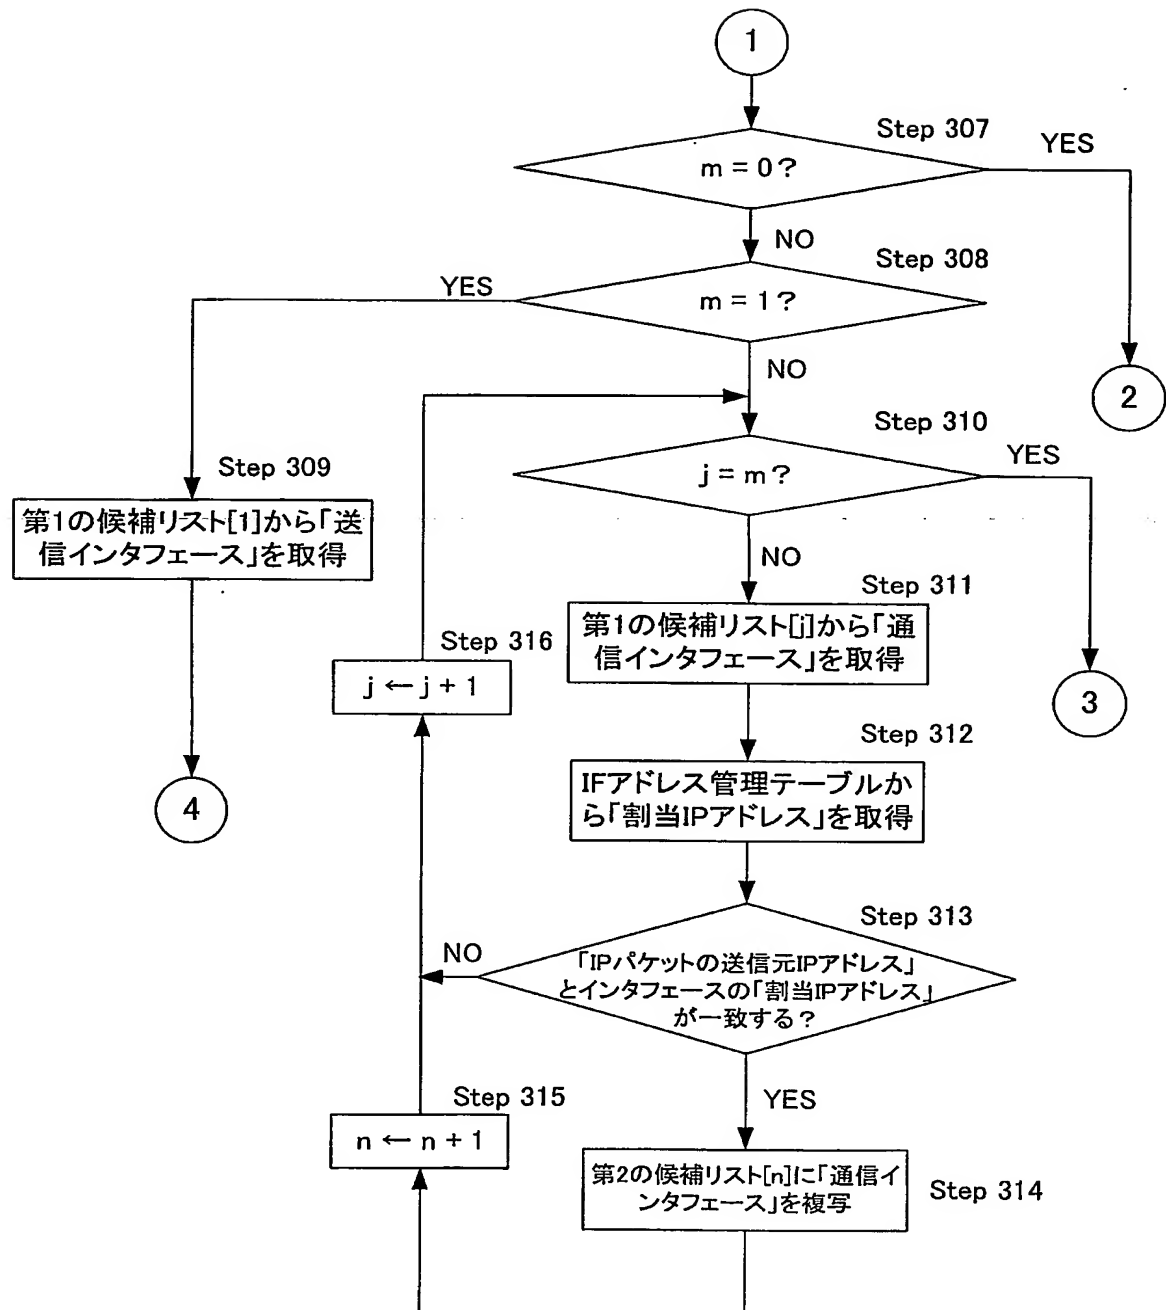 1
Step 307
YES
m = 0?
NO
Step 308
YES
m = 1?
NO
2
Step 310
YES
j = m?
Step 309
第1の候補リスト[1]から「送
信インタフェース」を取得
NO
Step 311
第1の候補リスト[j]から「通
信インタフェース」を取得
Step 316
j ← j + 1
3
Step 312
IFアドレス管理テーブルか
ら「割当IPアドレス」を取得
4
Step 313
NO
「IPパケットの送信元IPアドレス」
とインタフェースの「割当IPアドレス」
が一致する?
YES
Step 315
n ← n + 1
第2の候補リスト[n]に「通信イ
ンタフェース」を複写
Step 314